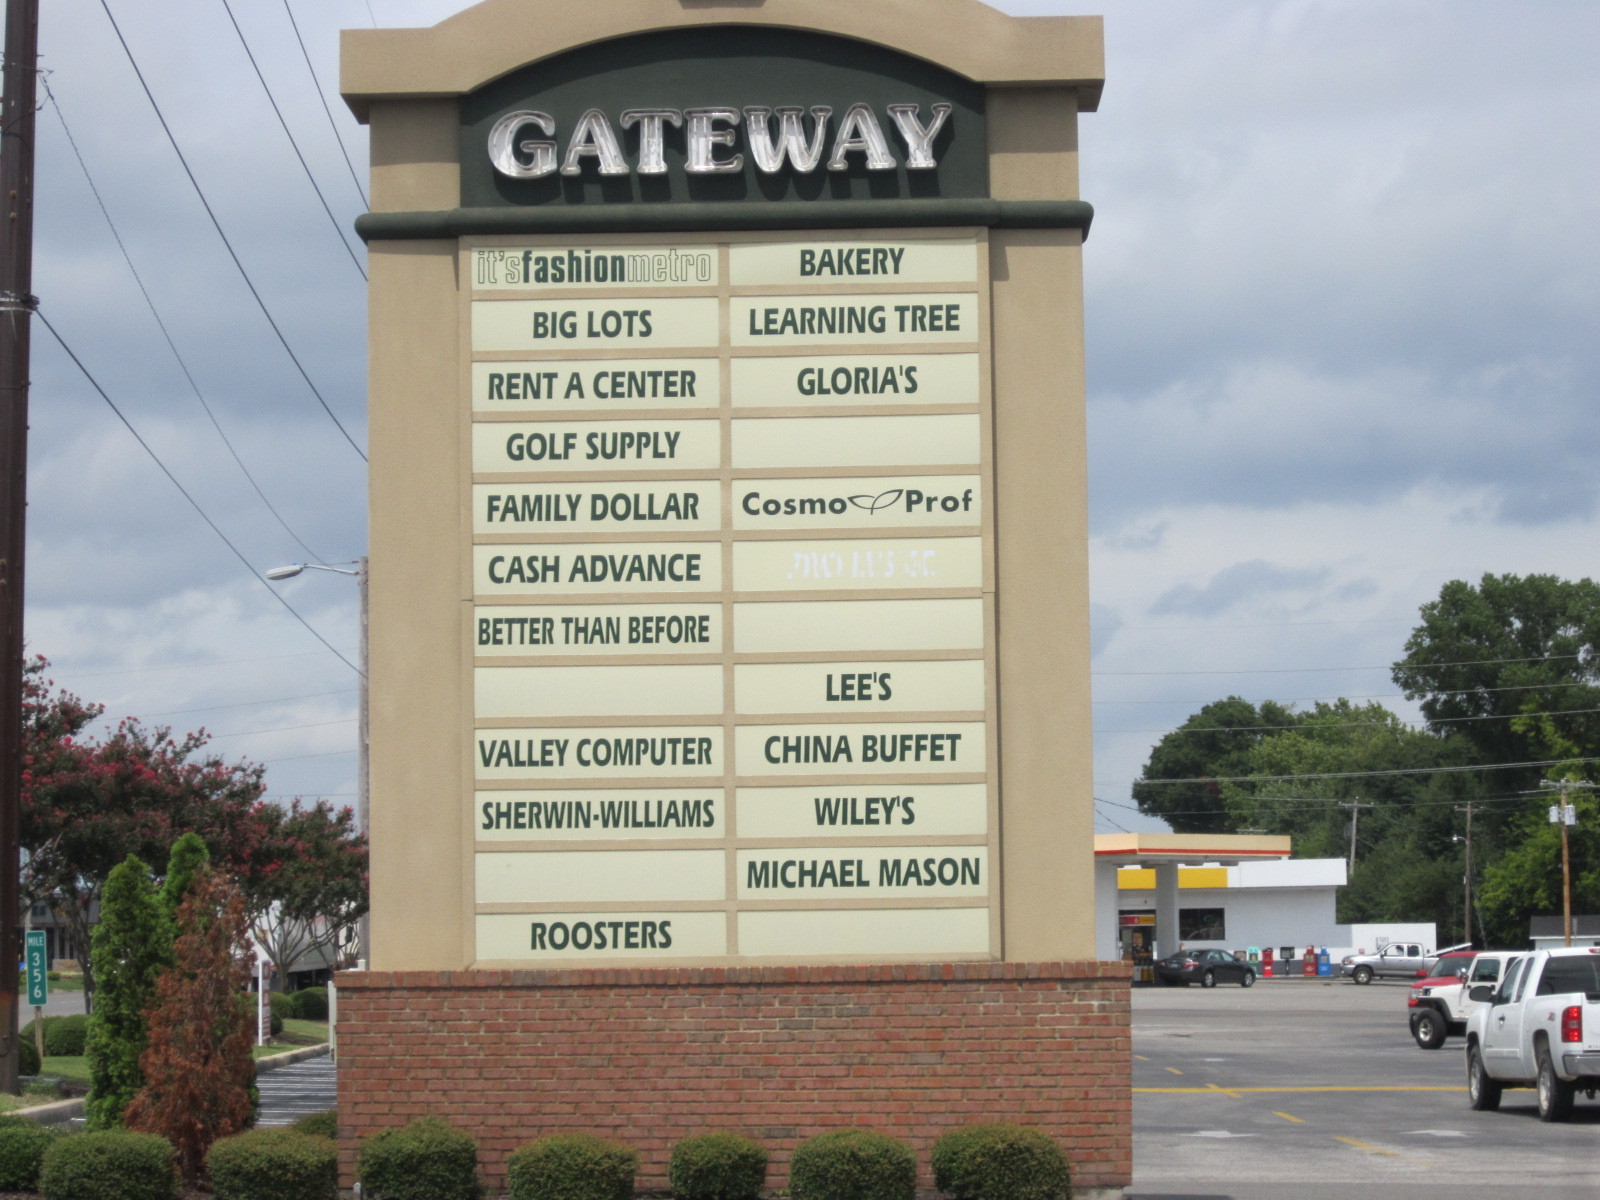 GATEWAY
it'sfashionmetro
BIG LOTS
RENT A CENTER
GOLF SUPPLY
FAMILY DOLLAR
CASH ADVANCE
BETTER THAN BEFORE
VALLEY COMPUTER
SHERWIN-WILLIAMS
ROOSTERS
BAKERY
LEARNING TREE
GLORIA'S
Cosmo Prof
LEE'S
CHINA BUFFET
WILEY'S
MICHAEL MASON
MILE
356